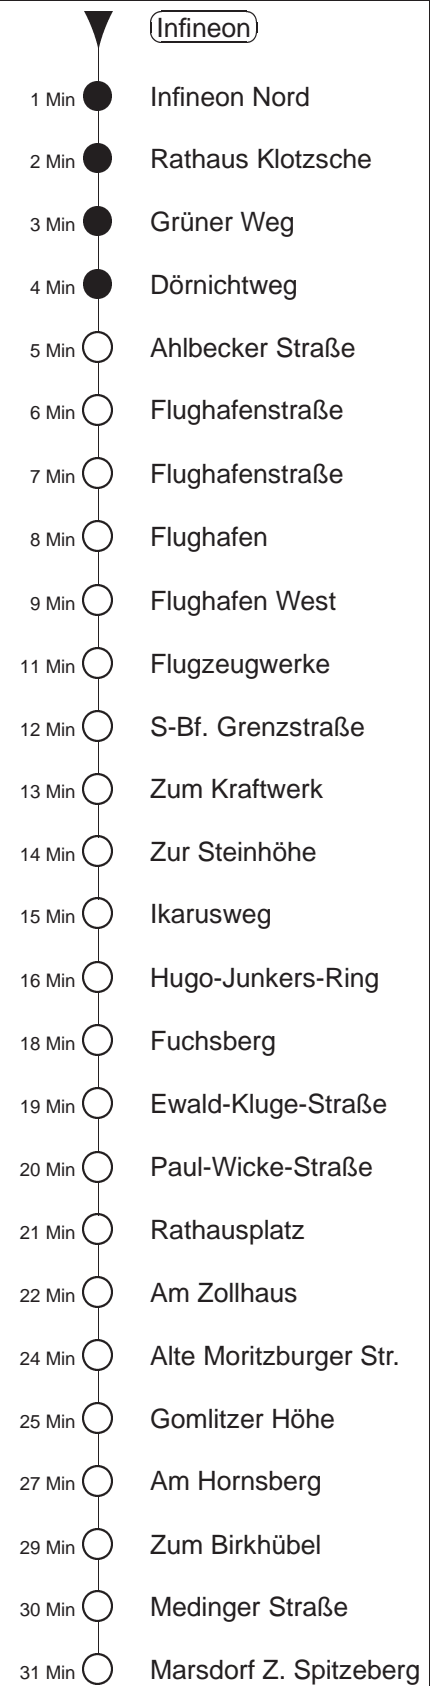 Infineon
1 Min Infineon Nord
2 Min Rathaus Klotzsche
3 Min Grüner Weg
4 Min Dörnichtweg
5 Min Ahlbecker Straße
6 Min Flughafenstraße
7 Min Flughafenstraße
8 Min Flughafen
9 Min Flughafen West
11 Min Flugzeugwerke
12 Min S-Bf. Grenzstraße
13 Min Zum Kraftwerk
14 Min Zur Steinhöhe
15 Min Ikarusweg
16 Min Hugo-Junkers-Ring
18 Min Fuchsberg
19 Min Ewald-Kluge-Straße
20 Min Paul-Wicke-Straße
21 Min Rathausplatz
22 Min Am Zollhaus
24 Min Alte Moritzburger Str.
25 Min Gomlitzer Höhe
27 Min Am Hornsberg
29 Min Zum Birkhübel
30 Min Medinger Straße
31 Min Marsdorf Z. Spitzeberg